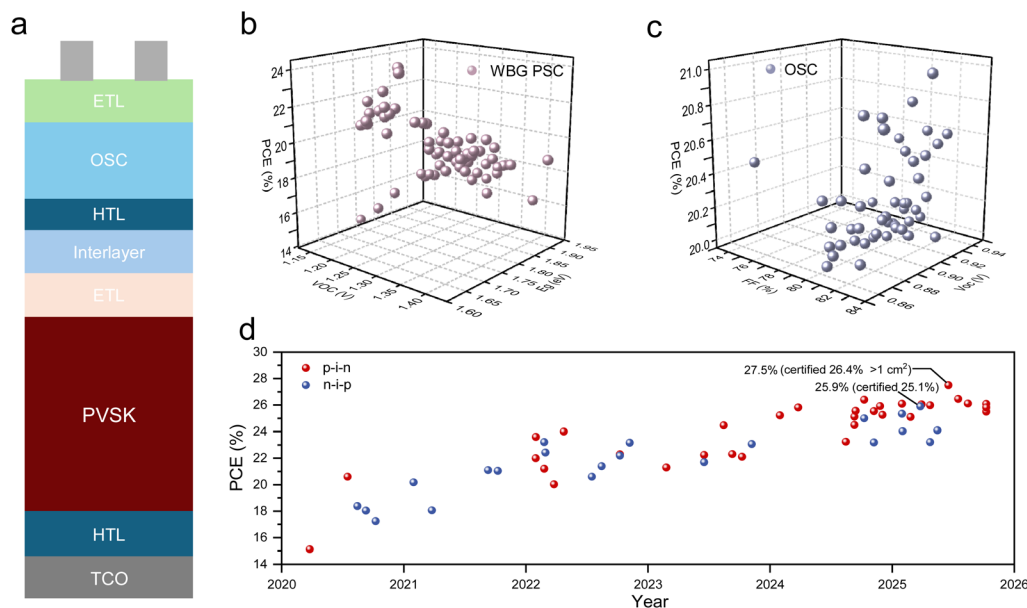 a
ETL
OSC
HTL
Interlayer
ETL
PVSK
HTL
TCO
b
WBG PSC
PCE (%)
24
22
20
18
16
14
1.15
1.20
1.25
1.30
1.35
1.40
VOC (V)
1.60
1.65
1.70
1.75
1.80
1.85
1.90
1.95
Eg (eV)
c
OSC
PCE (%)
21.0
20.8
20.6
20.4
20.2
20.0
74
76
78
80
82
84
FF (%)
0.86
0.88
0.90
0.92
0.94
Voc (V)
d
p-i-n
n-i-p
27.5% (certified 26.4% >1 cm²)
25.9% (certified 25.1%)
PCE (%)
30
28
26
24
22
20
18
16
14
2020
2021
2022
2023
2024
2025
2026
Year